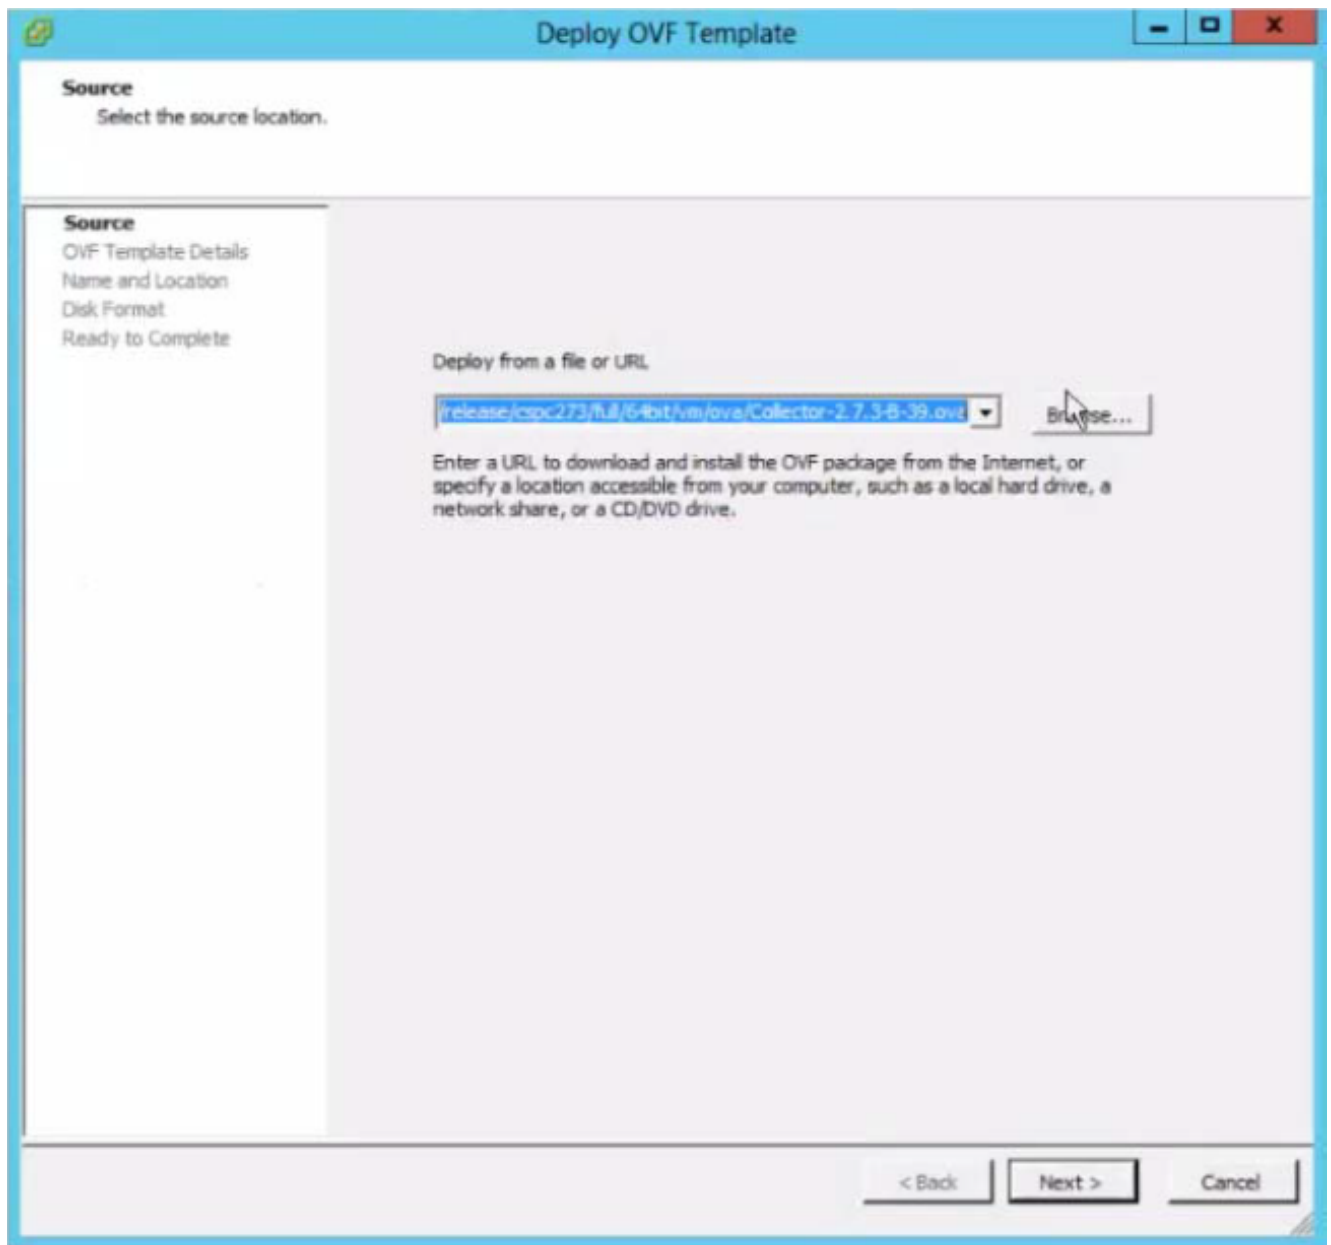 Deploy OVF Template
Source
Select the source location.
Source
OVF Template Details
Name and Location
Disk Format
Ready to Complete
Deploy from a file or URL
/release/cspc273/full/64bit/vm/ova/Collector-2.7.3-B-39.ova
Browse...
Enter a URL to download and install the OVF package from the Internet, or
specify a location accessible from your computer, such as a local hard drive, a
network share, or a CD/DVD drive.
< Back
Next >
Cancel